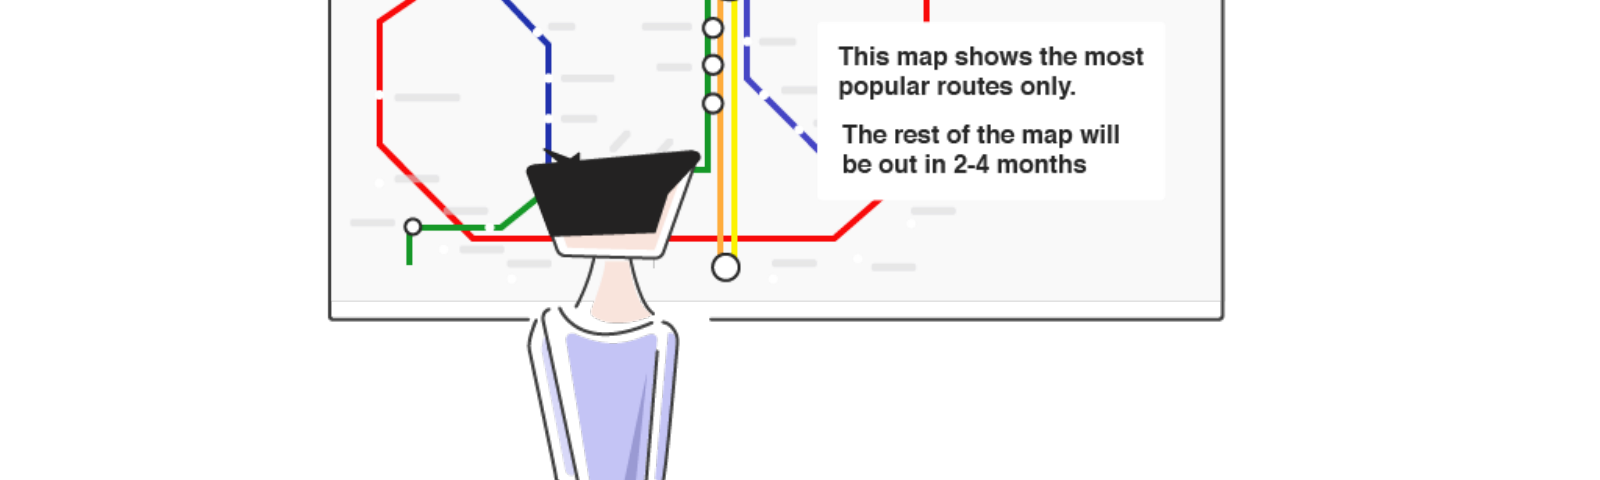 This map shows the most
popular routes only.
The rest of the map will
be out in 2-4 months